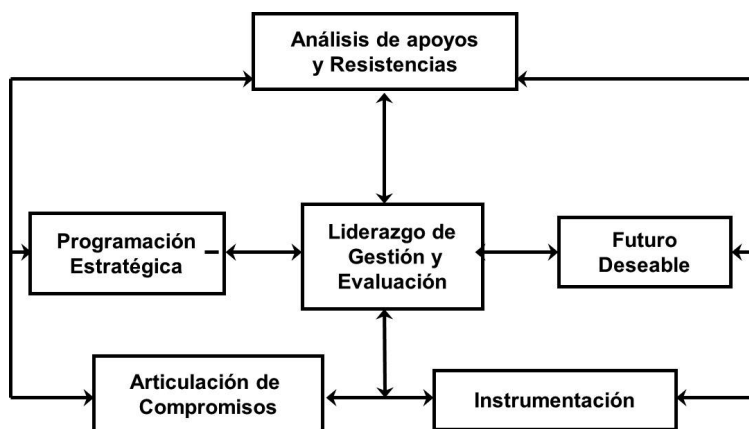 Análisis de apoyos
y Resistencias
Programación
Estratégica
Liderazgo de
Gestión y
Evaluación
Futuro
Deseable
Articulación de
Compromisos
Instrumentación